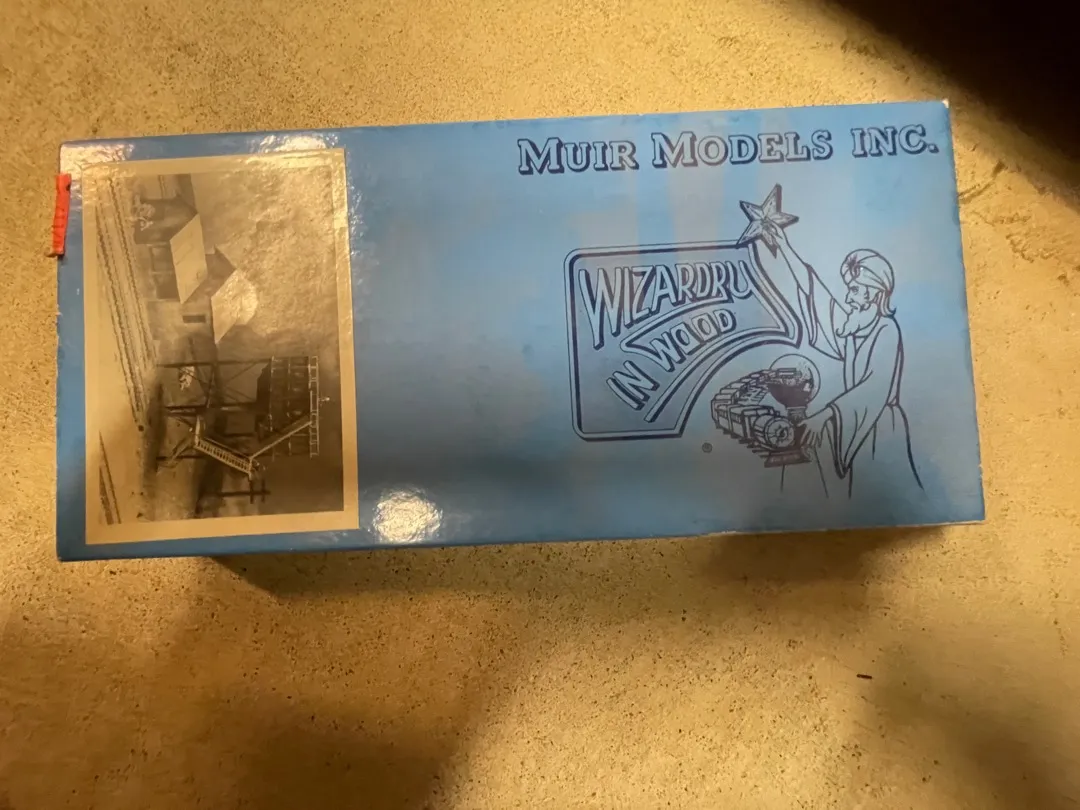 MUIR MODELS INC.
WIZARDRY
IN WOOD
®